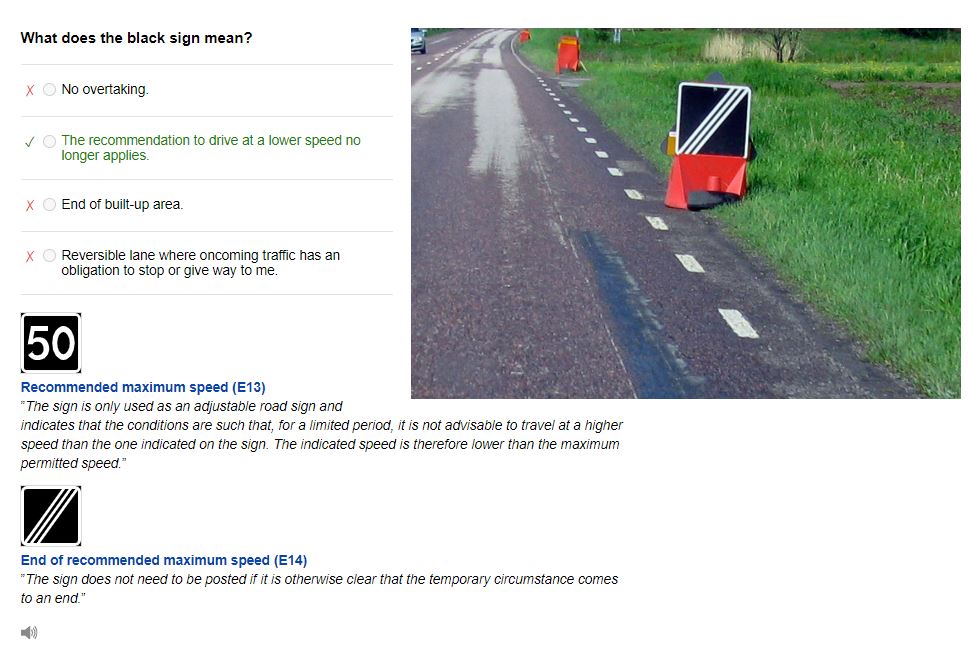 What does the black sign mean?
✗ No overtaking.
✓ The recommendation to drive at a lower speed no
longer applies.
✗ End of built-up area.
✗ Reversible lane where oncoming traffic has an
obligation to stop or give way to me.
50
Recommended maximum speed (E13)
"The sign is only used as an adjustable road sign and
indicates that the conditions are such that, for a limited period, it is not advisable to travel at a higher
speed than the one indicated on the sign. The indicated speed is therefore lower than the maximum
permitted speed."
End of recommended maximum speed (E14)
"The sign does not need to be posted if it is otherwise clear that the temporary circumstance comes
to an end."